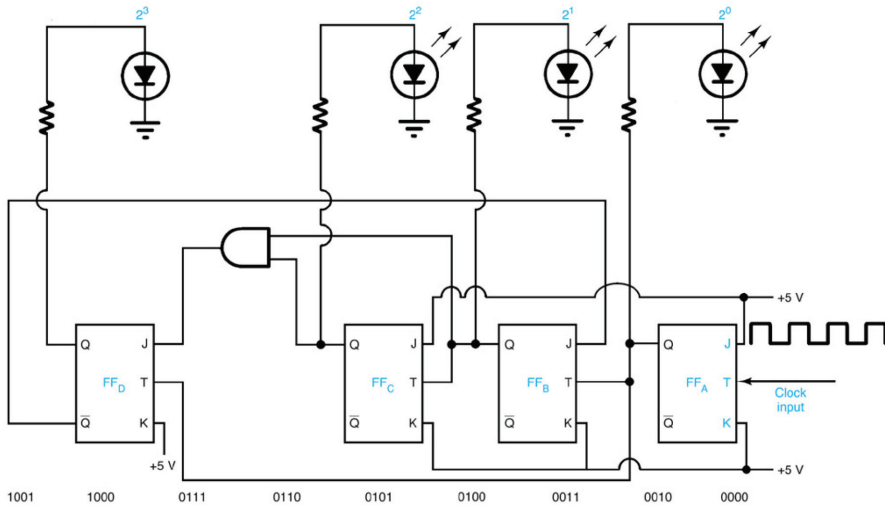 2³ 2² 2¹ 2⁰
+5 V
Q J Q J Q J Q J
FF_D T FF_C T FF_B T FF_A T
Clock
input
Q̅ K Q̅ K Q̅ K Q̅ K
+5 V +5 V
1001 1000 0111 0110 0101 0100 0011 0010 0000